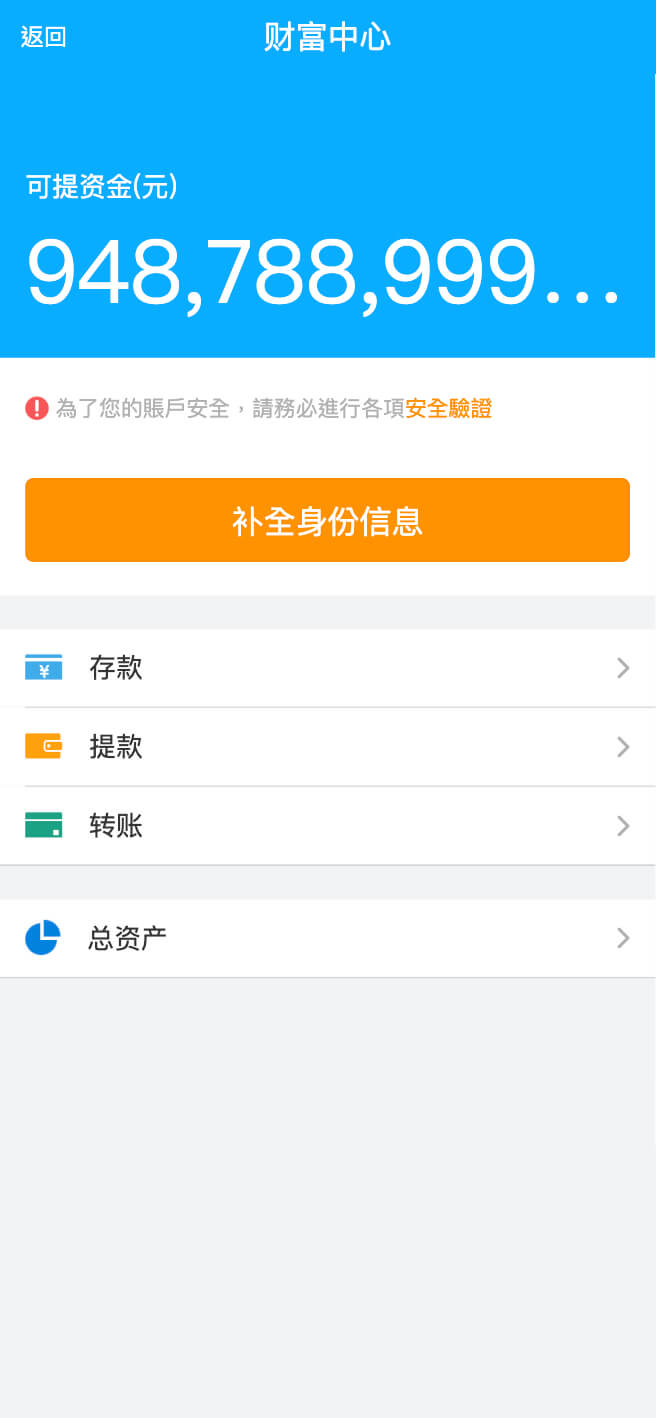 返回
财富中心
可提资金(元)
948,788,999...
為了您的賬戶安全，請務必進行各項安全驗證
补全身份信息
¥ 存款
提款
转账
总资产